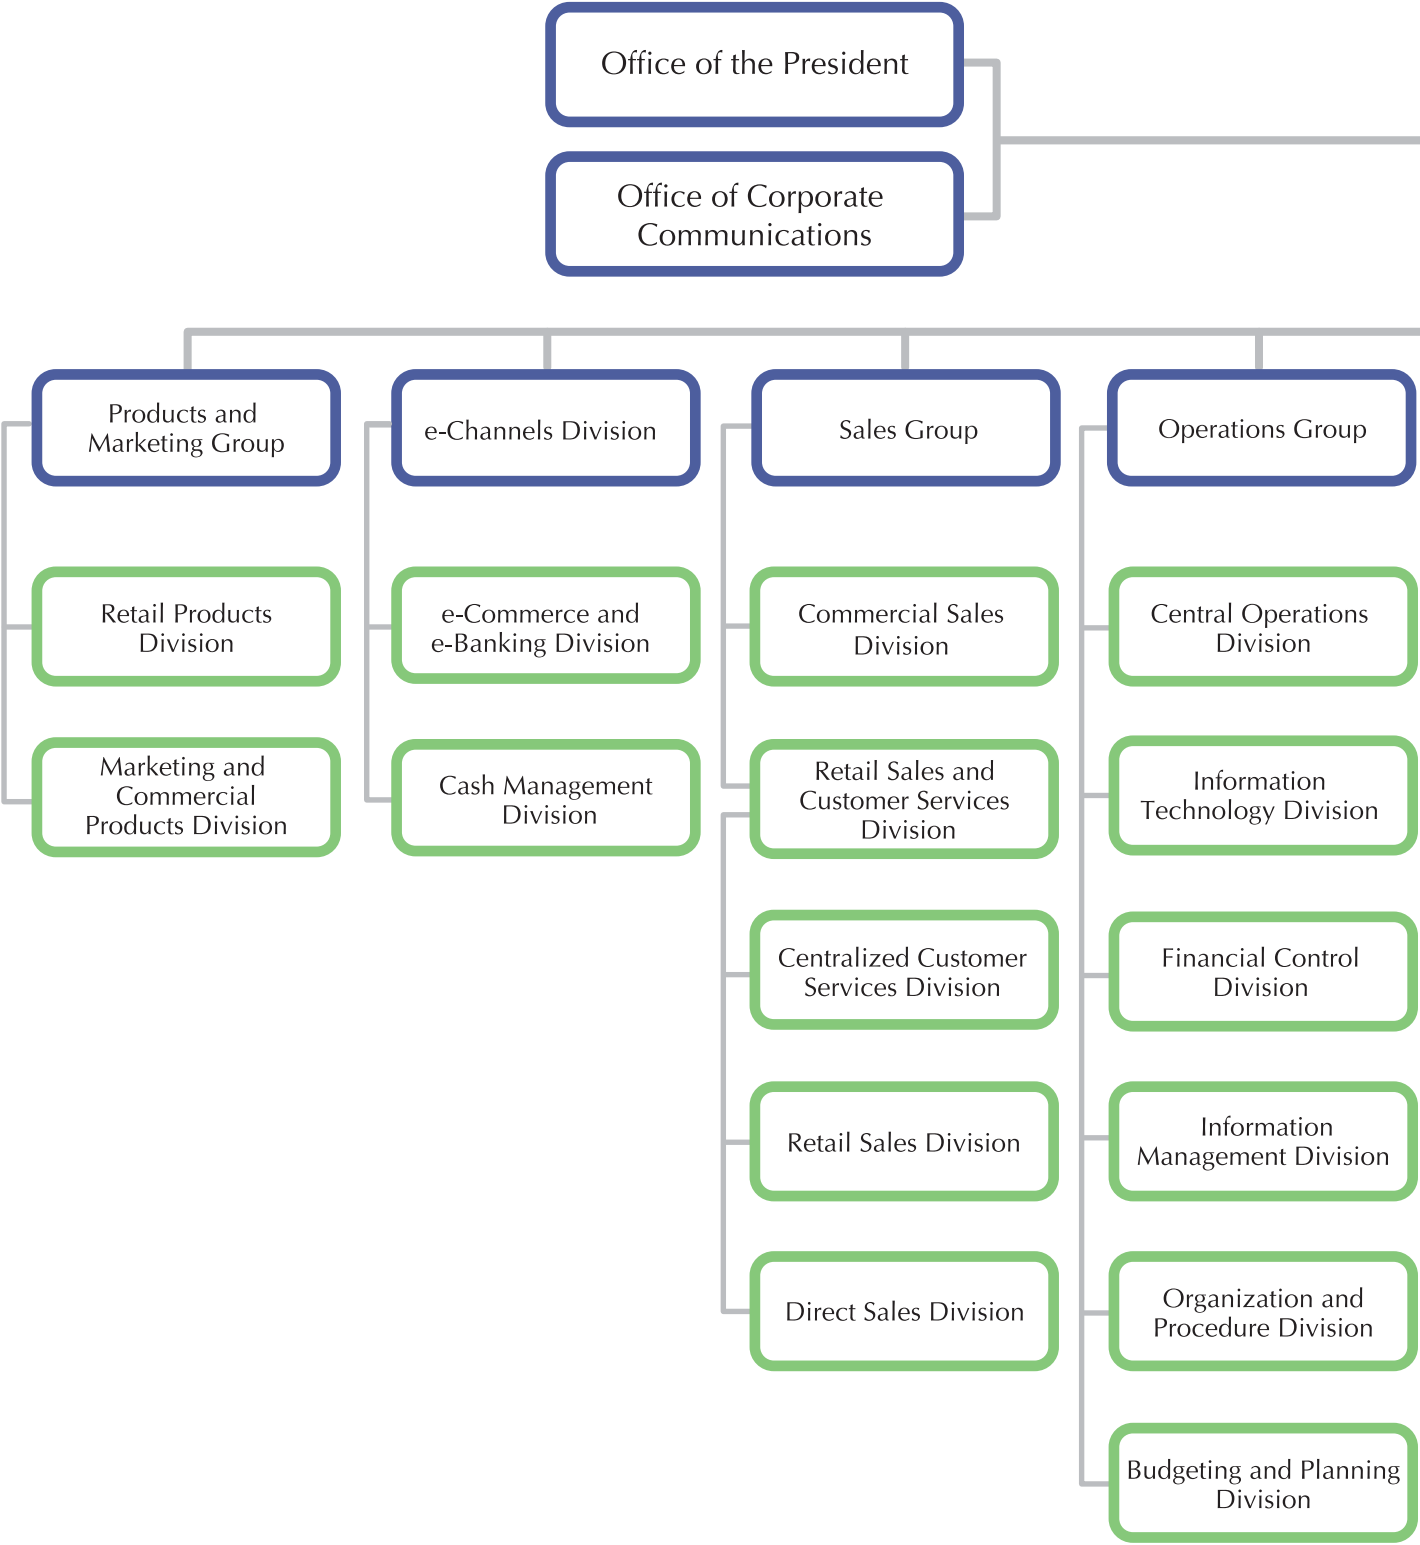 Office of the President
Office of Corporate
Communications
Products and
Marketing Group
e-Channels Division
Sales Group
Operations Group
Retail Products
Division
e-Commerce and
e-Banking Division
Commercial Sales
Division
Central Operations
Division
Marketing and
Commercial
Products Division
Cash Management
Division
Retail Sales and
Customer Services
Division
Information
Technology Division
Centralized Customer
Services Division
Financial Control
Division
Retail Sales Division
Information
Management Division
Direct Sales Division
Organization and
Procedure Division
Budgeting and Planning
Division